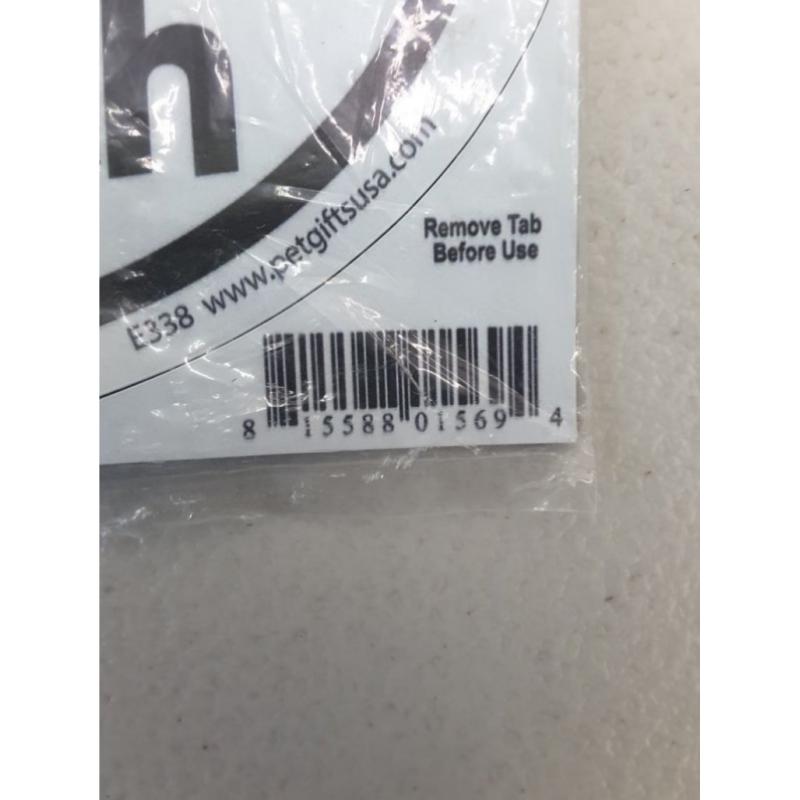 h
E338 www.petgiftsusa.com
Remove Tab
Before Use
8 15588 01569 4